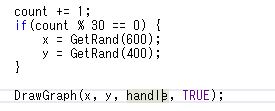 count += 1;
if(count % 30 == 0) {
    x = GetRand(600);
    y = GetRand(400);
}
DrawGraph(x, y, handle, TRUE);